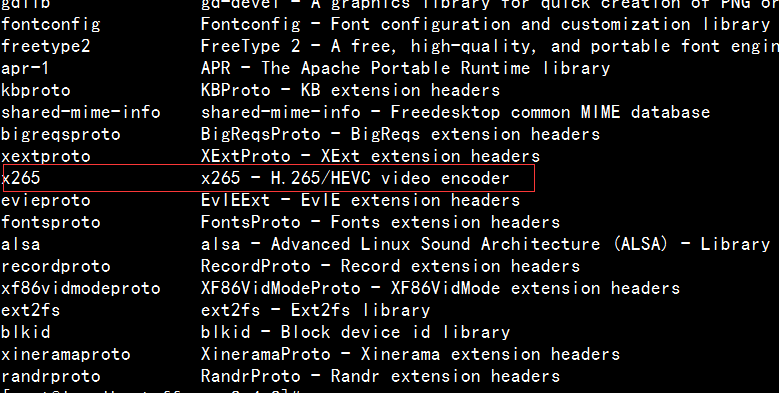 gdlib gd-devel - A graphics library for quick creation of PNG or
fontconfig Fontconfig - Font configuration and customization library
freetype2 FreeType 2 - A free, high-quality, and portable font engin
apr-1 APR - The Apache Portable Runtime library
kbproto KBProto - KB extension headers
shared-mime-info shared-mime-info - Freedesktop common MIME database
bigreqsproto BigReqsProto - BigReqs extension headers
xextproto XExtProto - XExt extension headers
x265 x265 - H.265/HEVC video encoder
evieproto EvIEExt - EvIE extension headers
fontsproto FontsProto - Fonts extension headers
alsa alsa - Advanced Linux Sound Architecture (ALSA) - Library
recordproto RecordProto - Record extension headers
xf86vidmodeproto XF86VidModeProto - XF86VidMode extension headers
ext2fs ext2fs - Ext2fs library
blkid blkid - Block device id library
xineramaproto XineramaProto - Xinerama extension headers
randrproto RandrProto - Randr extension headers